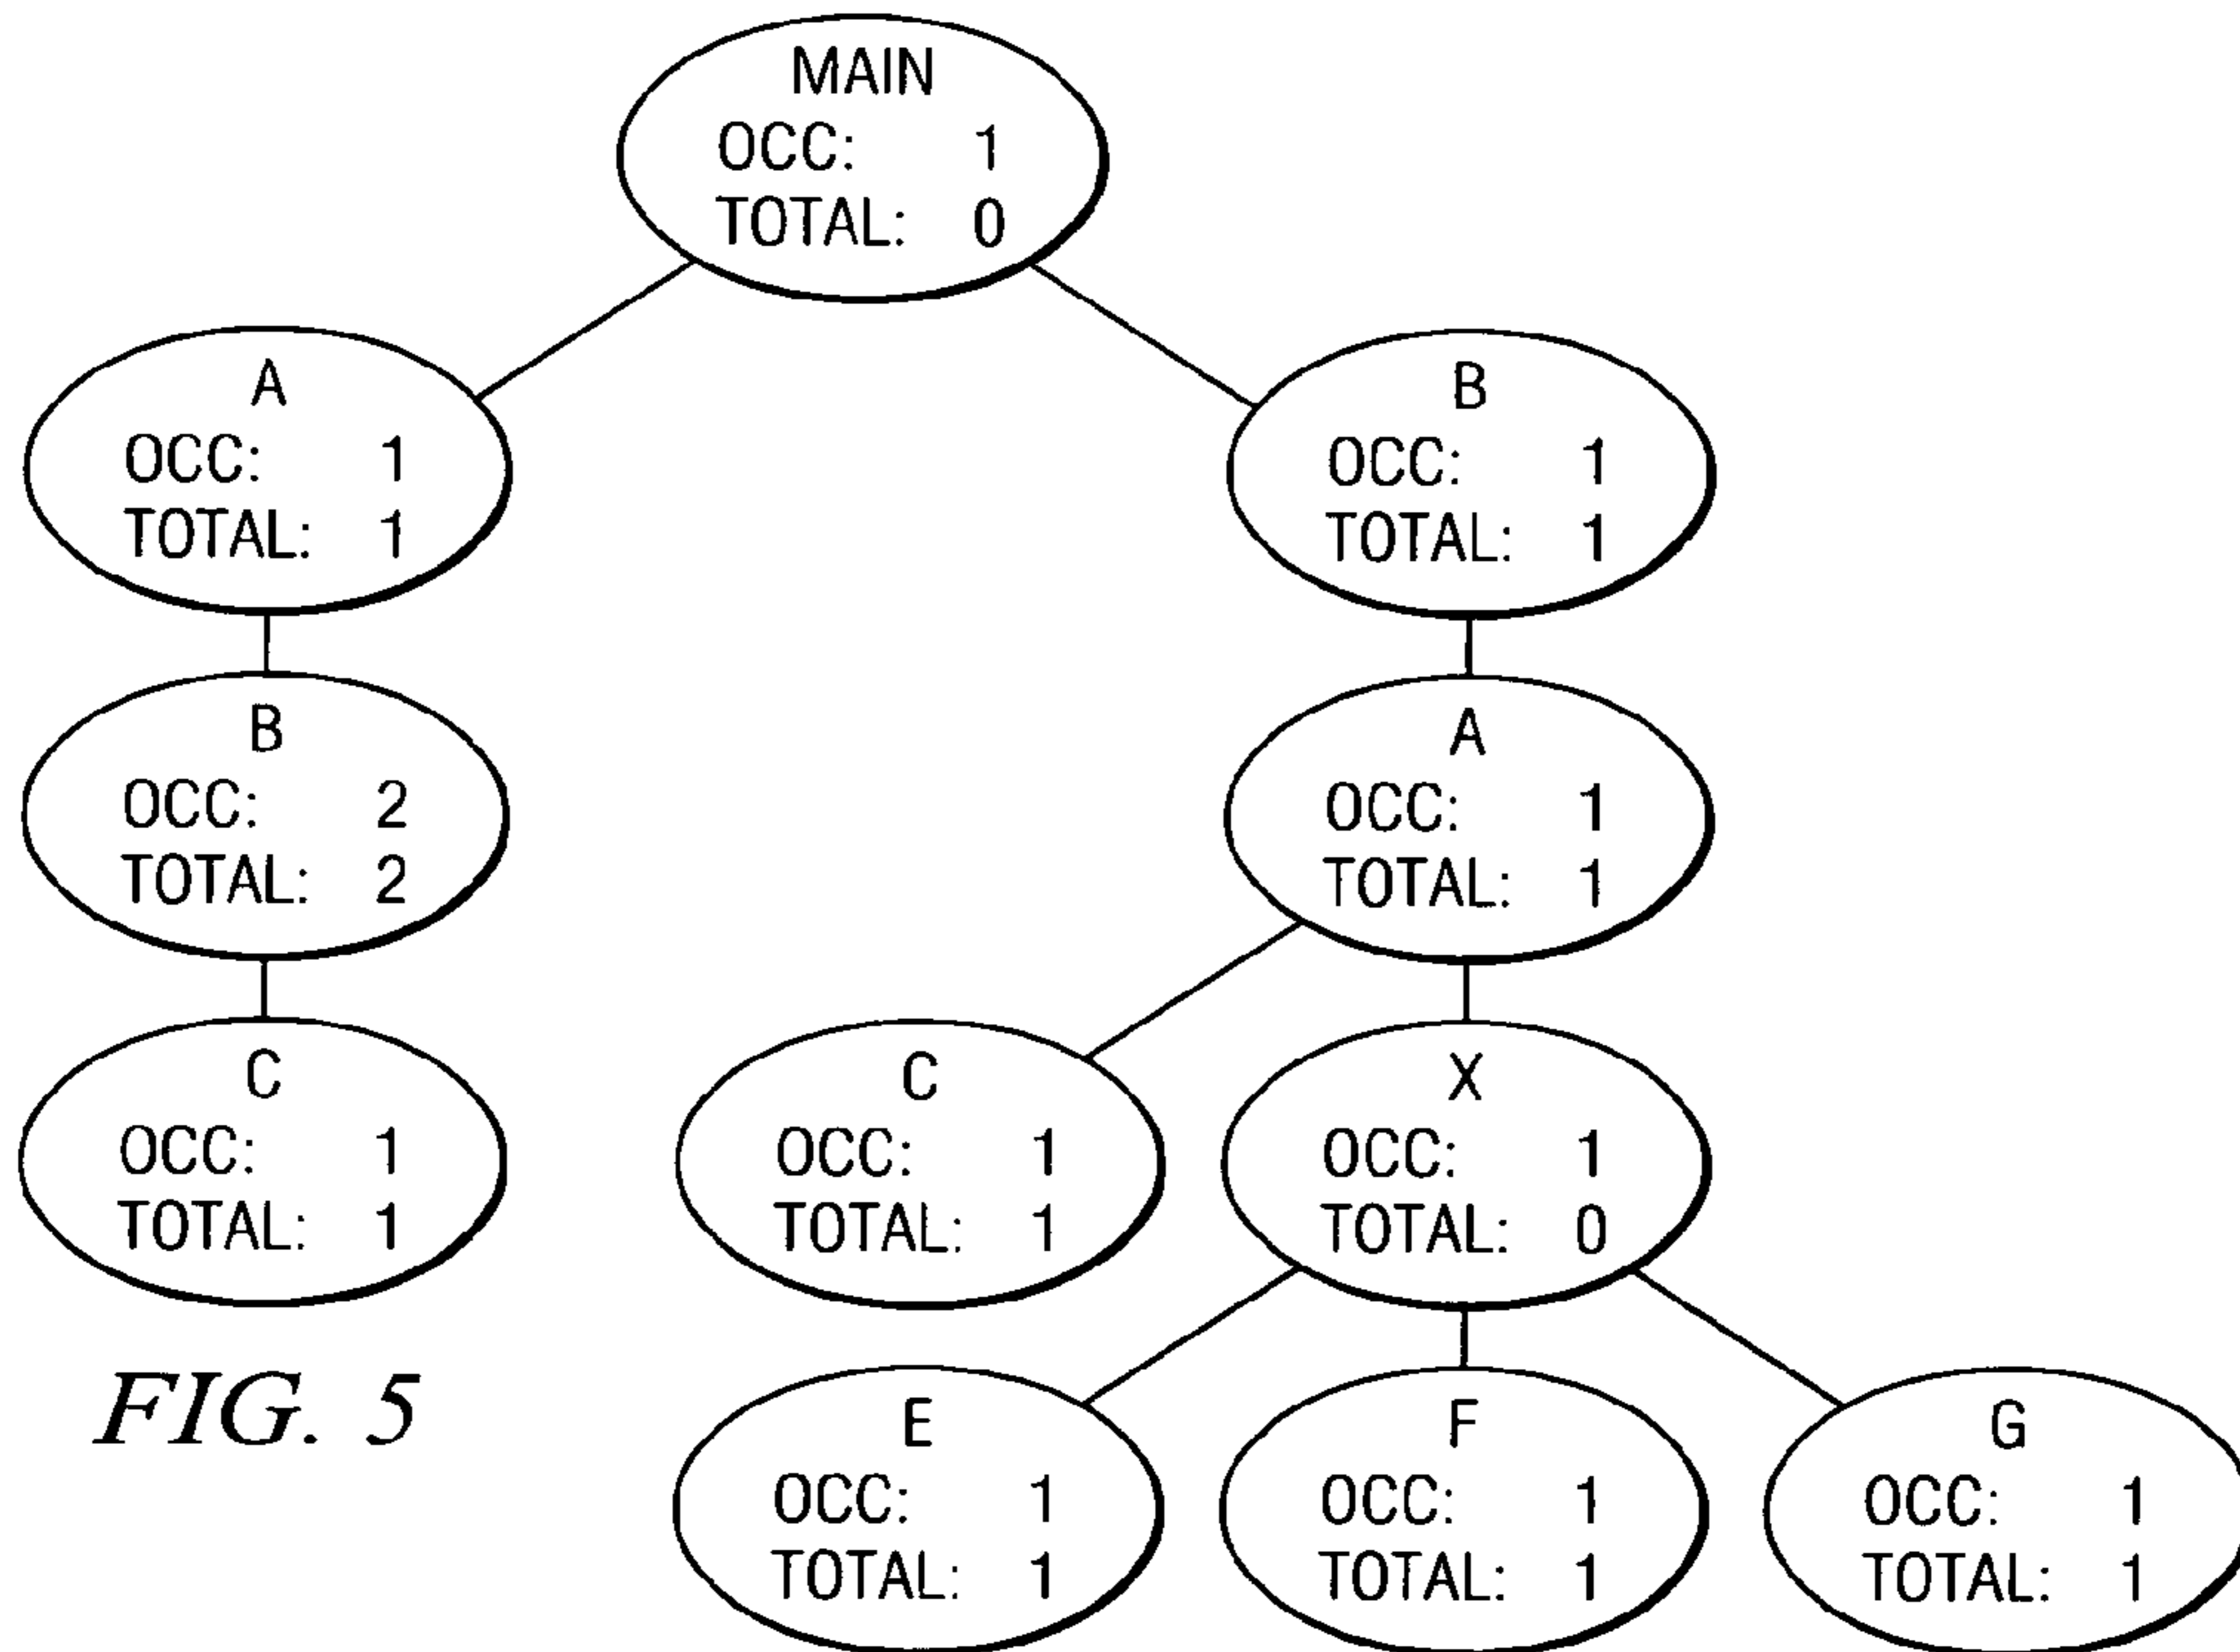 MAIN
OCC: 1
TOTAL: 0
A
OCC: 1
TOTAL: 1
B
OCC: 1
TOTAL: 1
B
OCC: 2
TOTAL: 2
A
OCC: 1
TOTAL: 1
C
OCC: 1
TOTAL: 1
C
OCC: 1
TOTAL: 1
X
OCC: 1
TOTAL: 0
E
OCC: 1
TOTAL: 1
F
OCC: 1
TOTAL: 1
G
OCC: 1
TOTAL: 1
FIG. 5